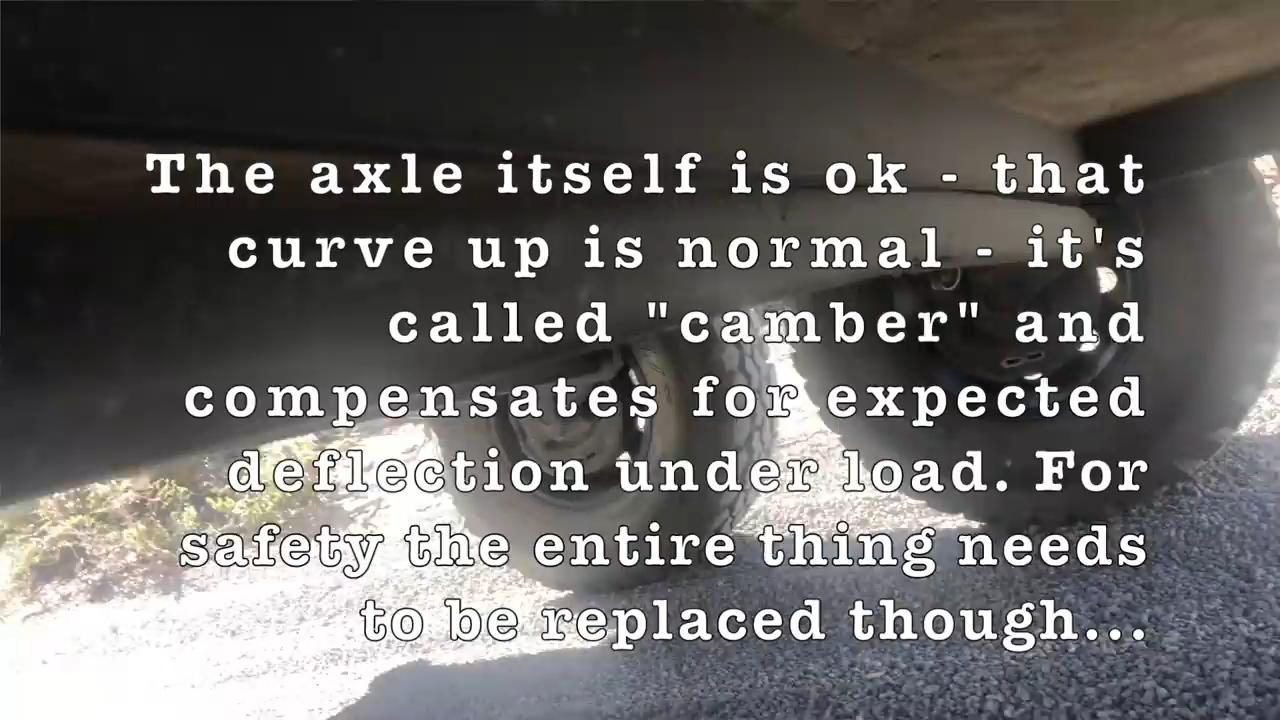 The axle itself is ok - that
curve up is normal - it's
called "camber" and
compensates for expected
deflection under load. For
safety the entire thing needs
to be replaced though...